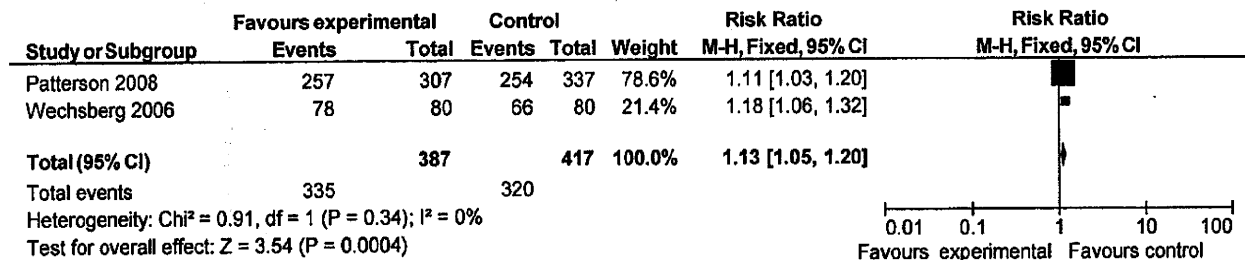 Favours experimental Control Risk Ratio Risk Ratio
Study or Subgroup Events Total Events Total Weight M-H, Fixed, 95% CI M-H, Fixed, 95% CI
Patterson 2008 257 307 254 337 78.6% 1.11 [1.03, 1.20]
Wechsberg 2006 78 80 66 80 21.4% 1.18 [1.06, 1.32]
Total (95% CI) 387 417 100.0% 1.13 [1.05, 1.20]
Total events 335 320
Heterogeneity: Chi² = 0.91, df = 1 (P = 0.34); I² = 0%
Test for overall effect: Z = 3.54 (P = 0.0004)
0.01 0.1 1 10 100
Favours experimental Favours control